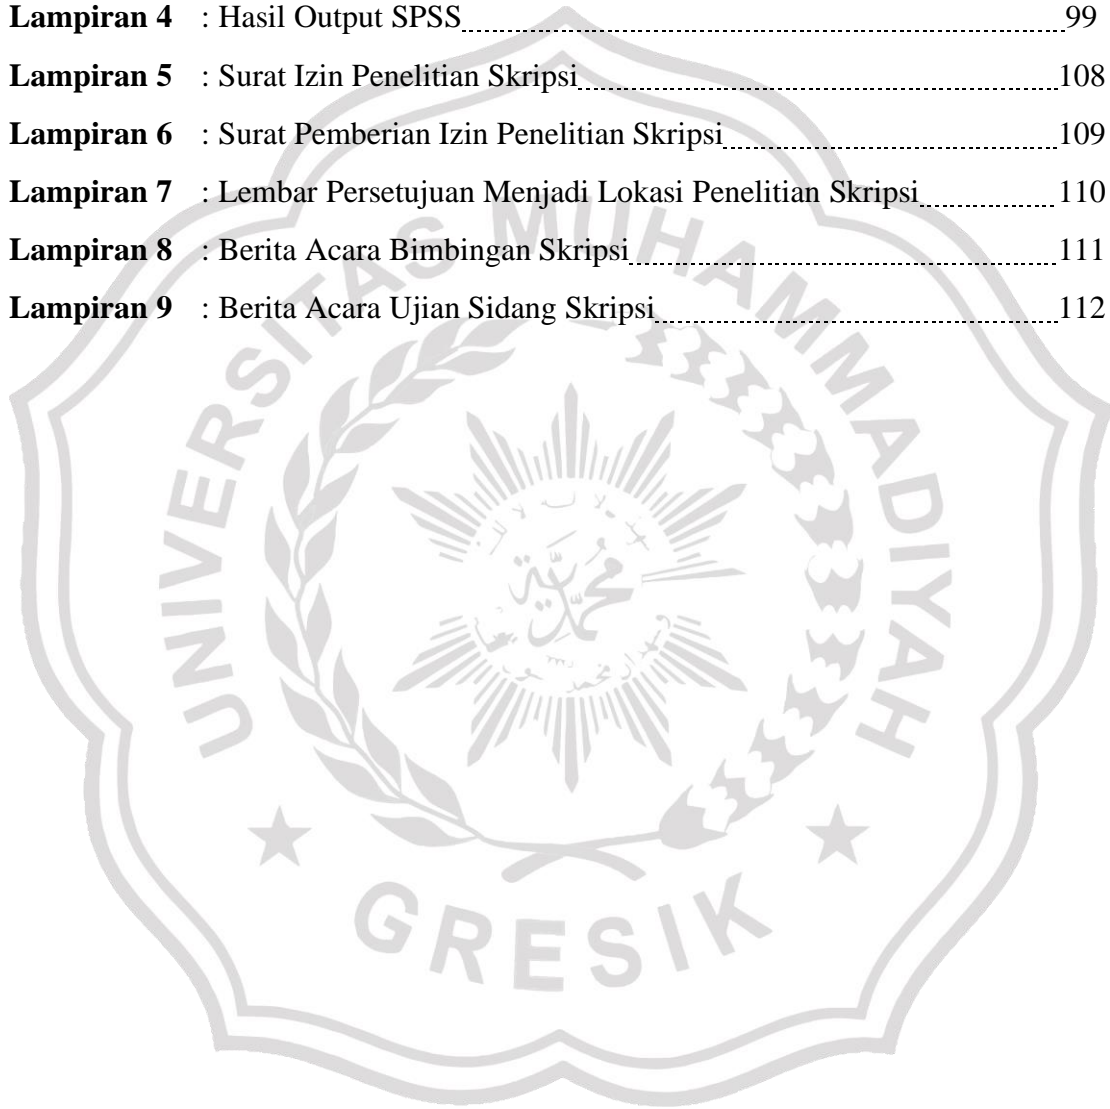 Lampiran 4 : Hasil Output SPSS 99
Lampiran 5 : Surat Izin Penelitian Skripsi 108
Lampiran 6 : Surat Pemberian Izin Penelitian Skripsi 109
Lampiran 7 : Lembar Persetujuan Menjadi Lokasi Penelitian Skripsi 110
Lampiran 8 : Berita Acara Bimbingan Skripsi 111
Lampiran 9 : Berita Acara Ujian Sidang Skripsi 112
UNIVERSITAS MUHAMMADIYAH
محمدية
GRESIK